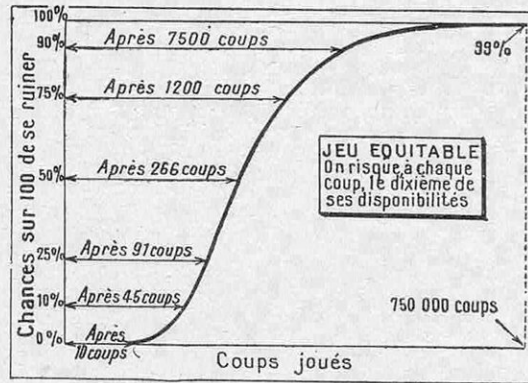 100%
Après 7500 coups
90%
99%
Après 1200 coups
75%
JEU EQUITABLE
On risque, à chaque
coup, le dixième de
ses disponibilités
50%
Après 266 coups
25%
Après 91 coups
750 000 coups
10%
Après 45 coups
0%
Après
10 coups
Coups joués
Chances sur 100 de se ruiner